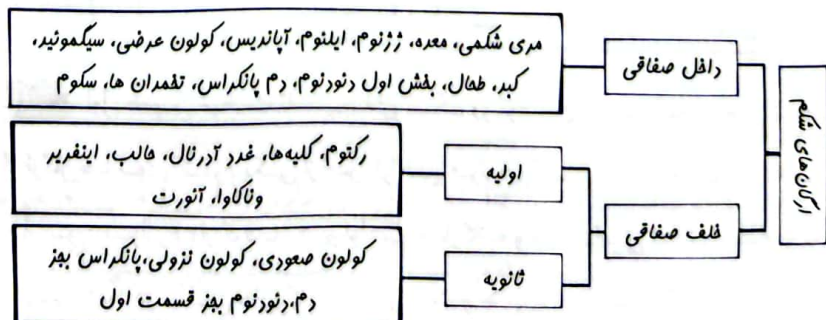 ارگان‌های شکم
داخل صفاقی
مری شکمی، معده، ژژنوم، ایلئوم، آپاندیس، کولون عرضی، سیگموئید،
کبد، طحال، بخش اول دئودنوم، دم پانکراس، تخمدان ها، سکوم
خلف صفاقی
اولیه
رکتوم، کلیه‌ها، غدد آدرنال، حالب، اینفریر
وناکاوا، آئورت
ثانویه
کولون صعودی، کولون نزولی،پانکراس بجز
دم،دئودنوم بجز قسمت اول